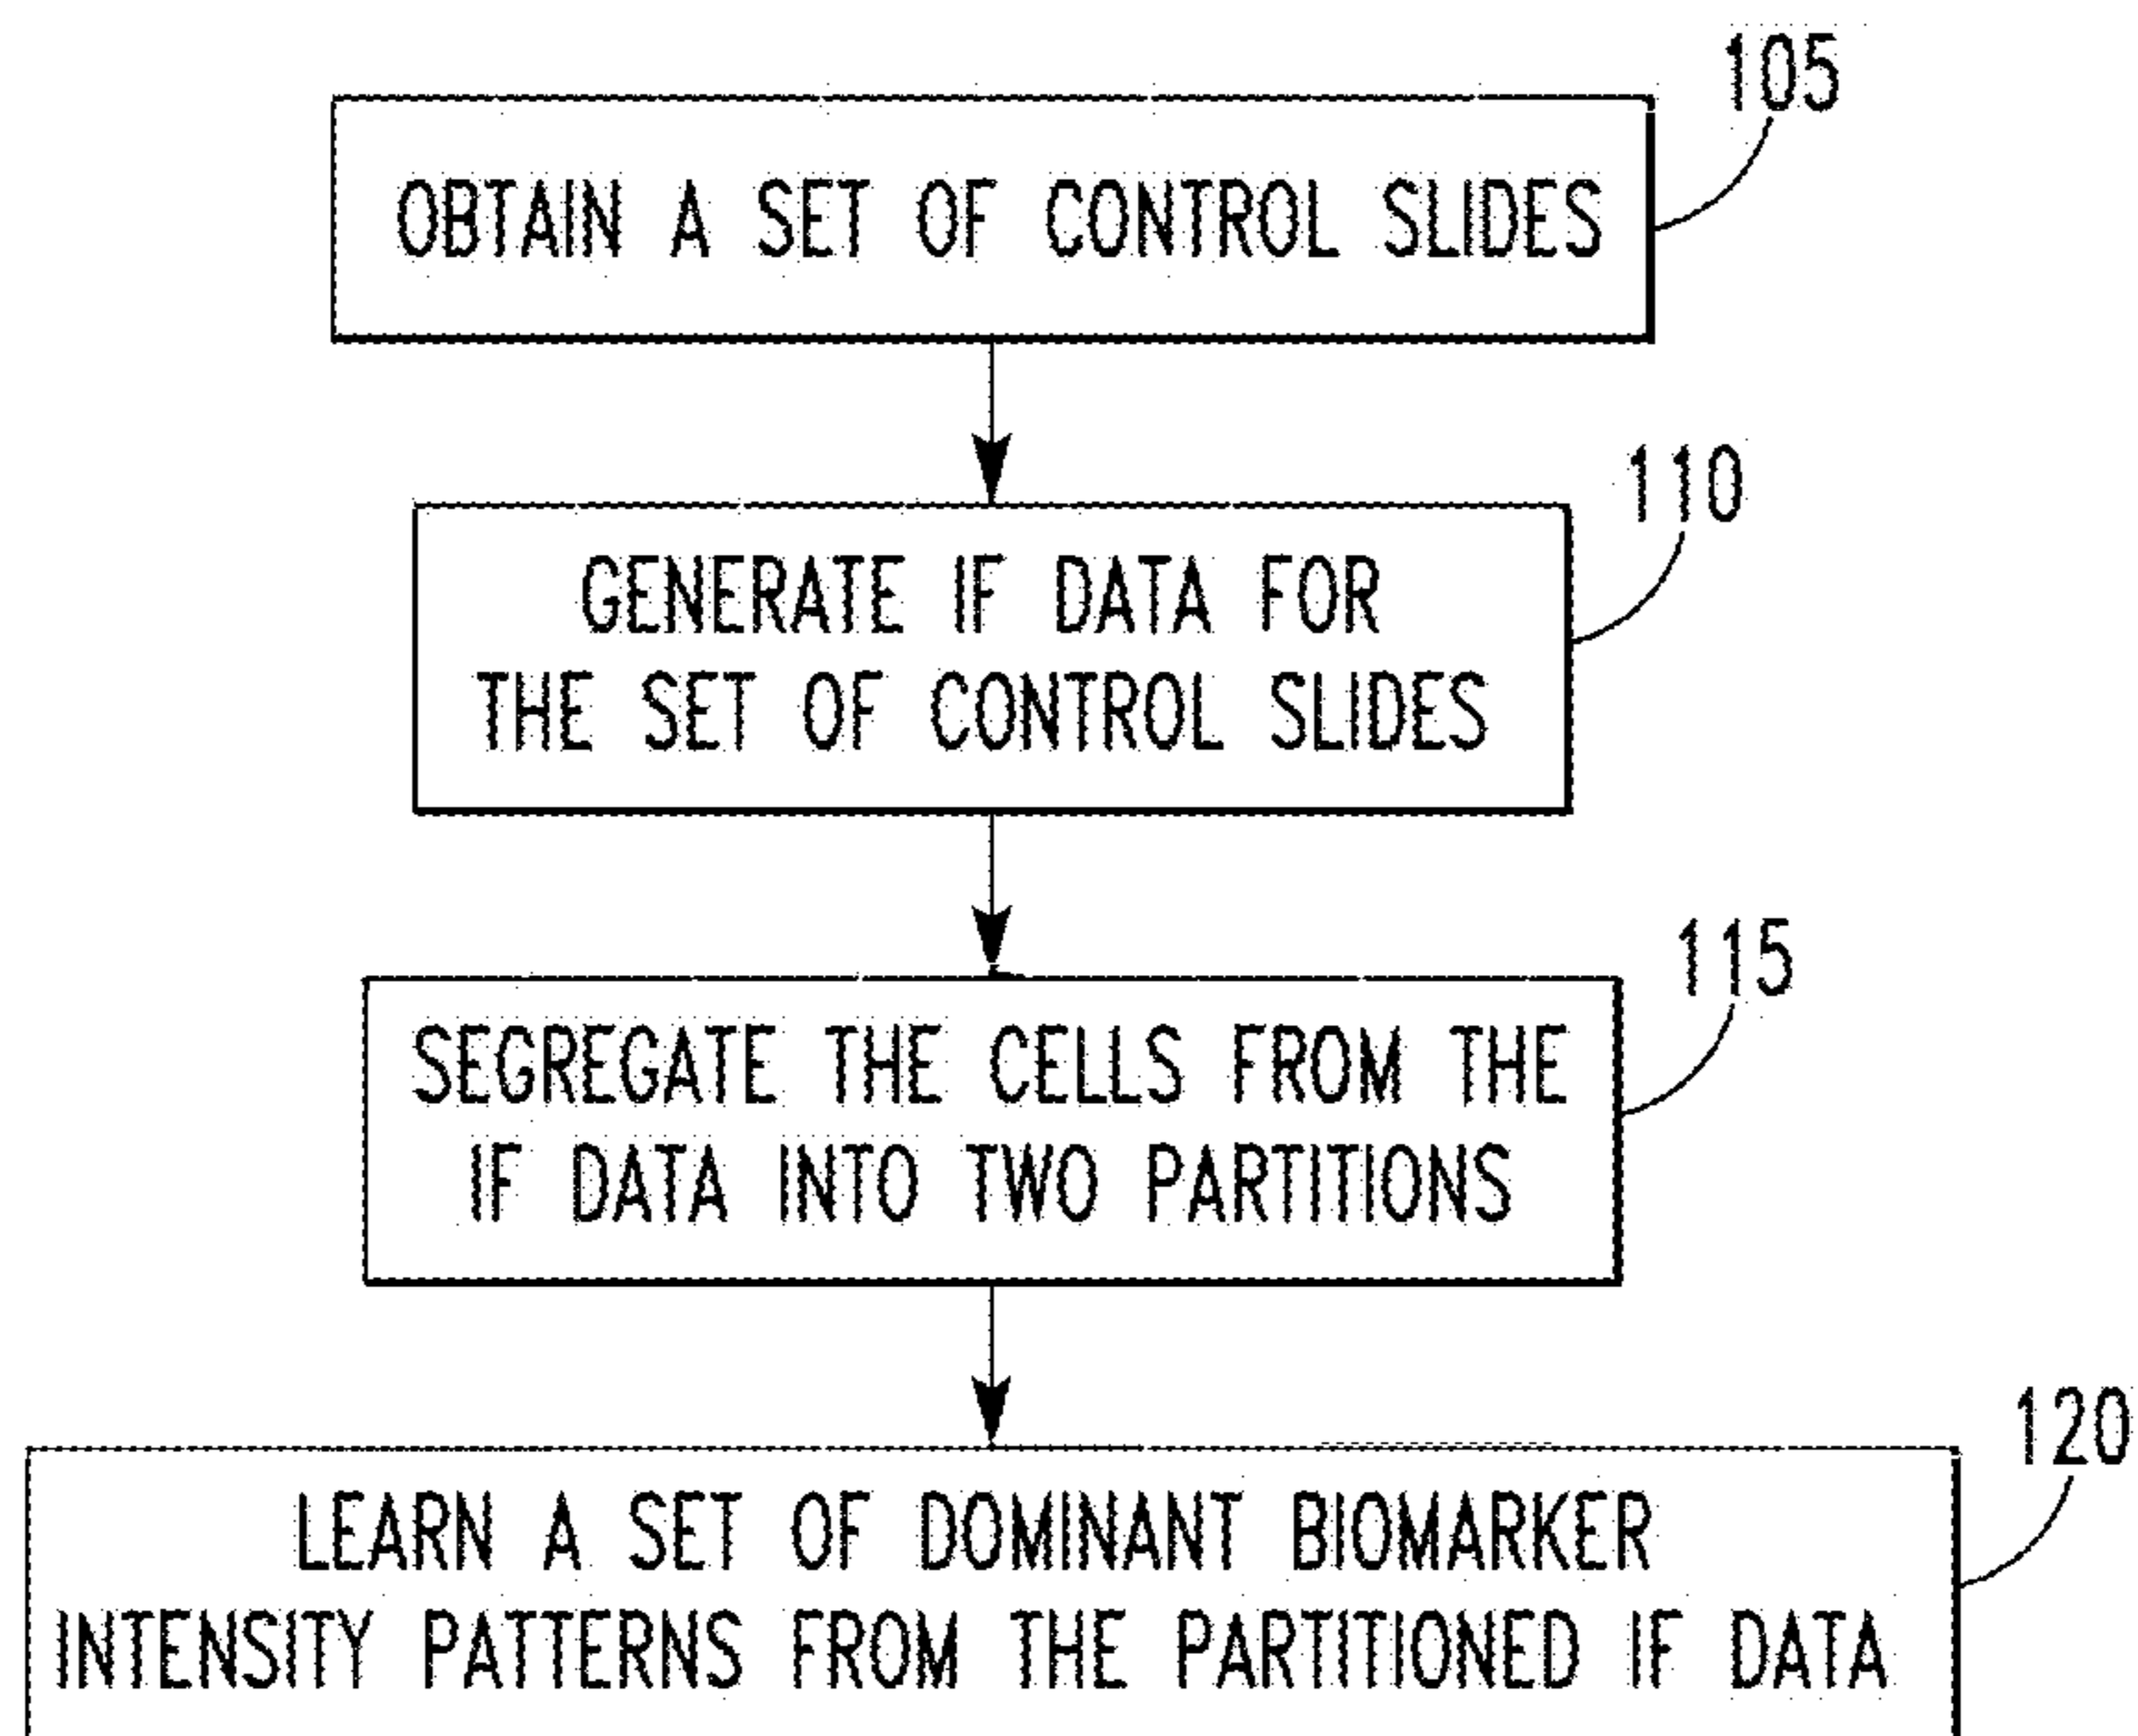 105
OBTAIN A SET OF CONTROL SLIDES
110
GENERATE IF DATA FOR
THE SET OF CONTROL SLIDES
115
SEGREGATE THE CELLS FROM THE
IF DATA INTO TWO PARTITIONS
120
LEARN A SET OF DOMINANT BIOMARKER
INTENSITY PATTERNS FROM THE PARTITIONED IF DATA